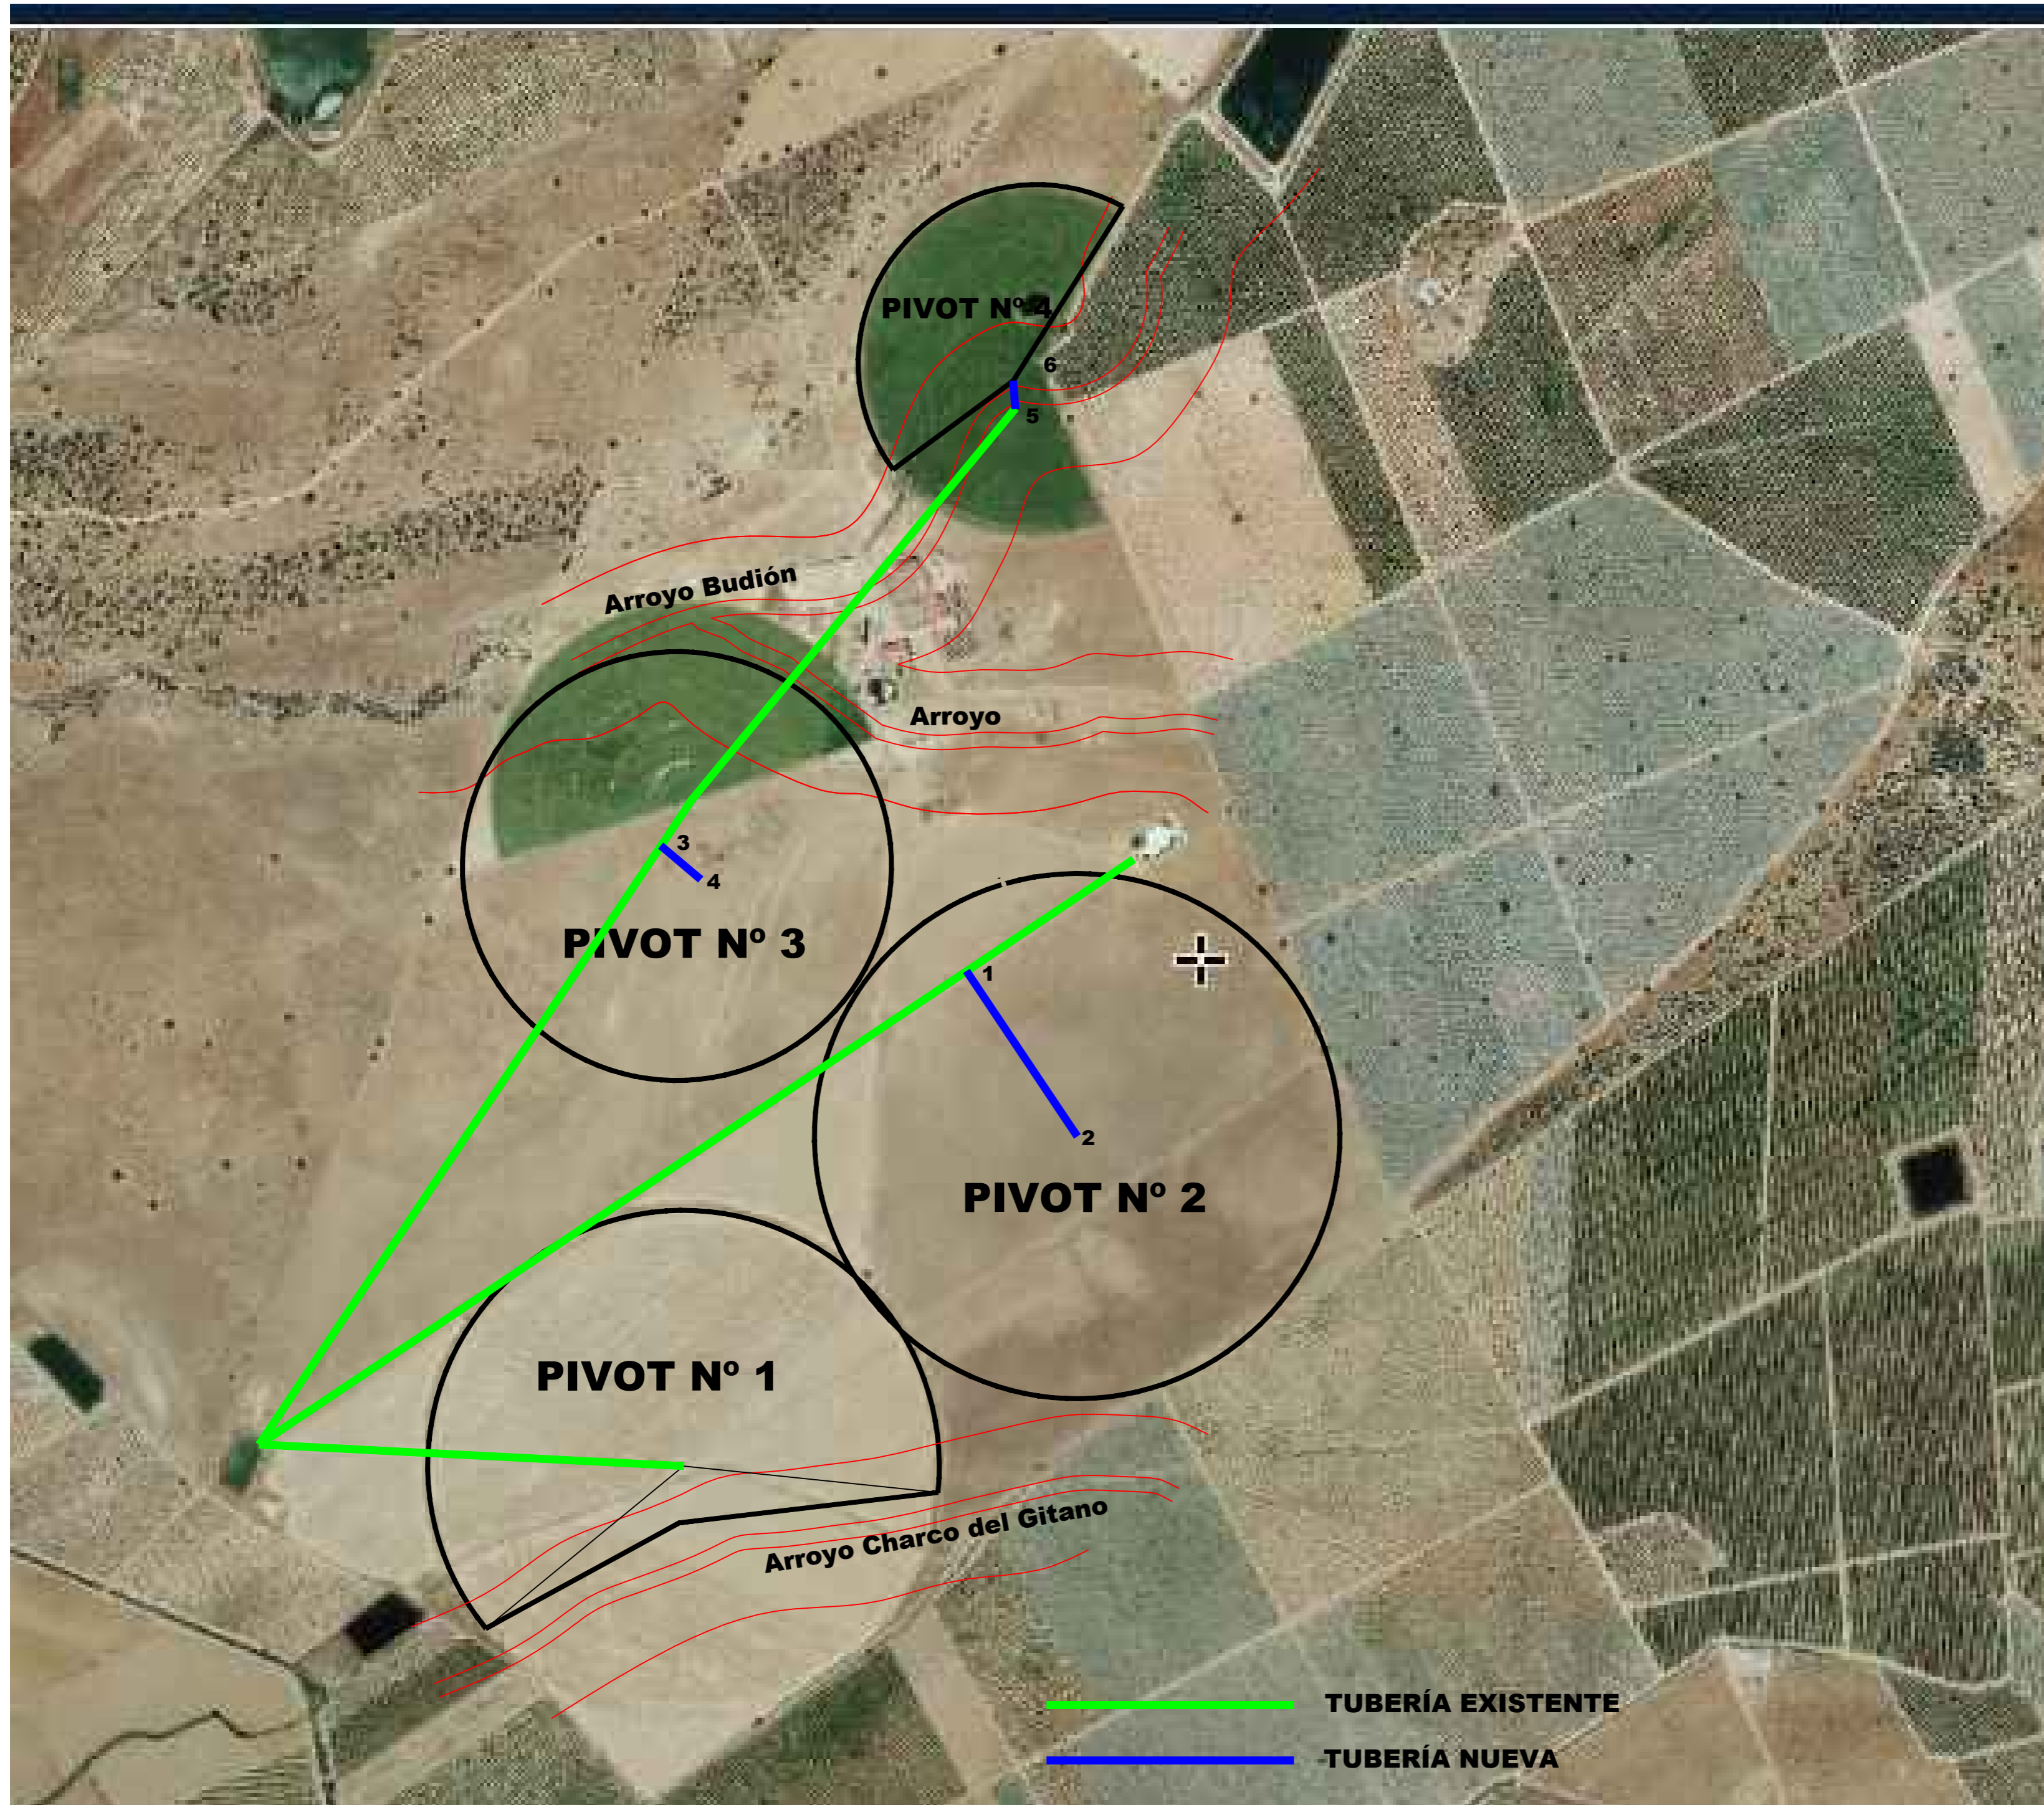 PIVOT Nº 4
6
5
Arroyo Budión
Arroyo
3
4
PIVOT Nº 3
1
2
PIVOT Nº 2
PIVOT Nº 1
Arroyo Charco del Gitano
TUBERÍA EXISTENTE
TUBERÍA NUEVA